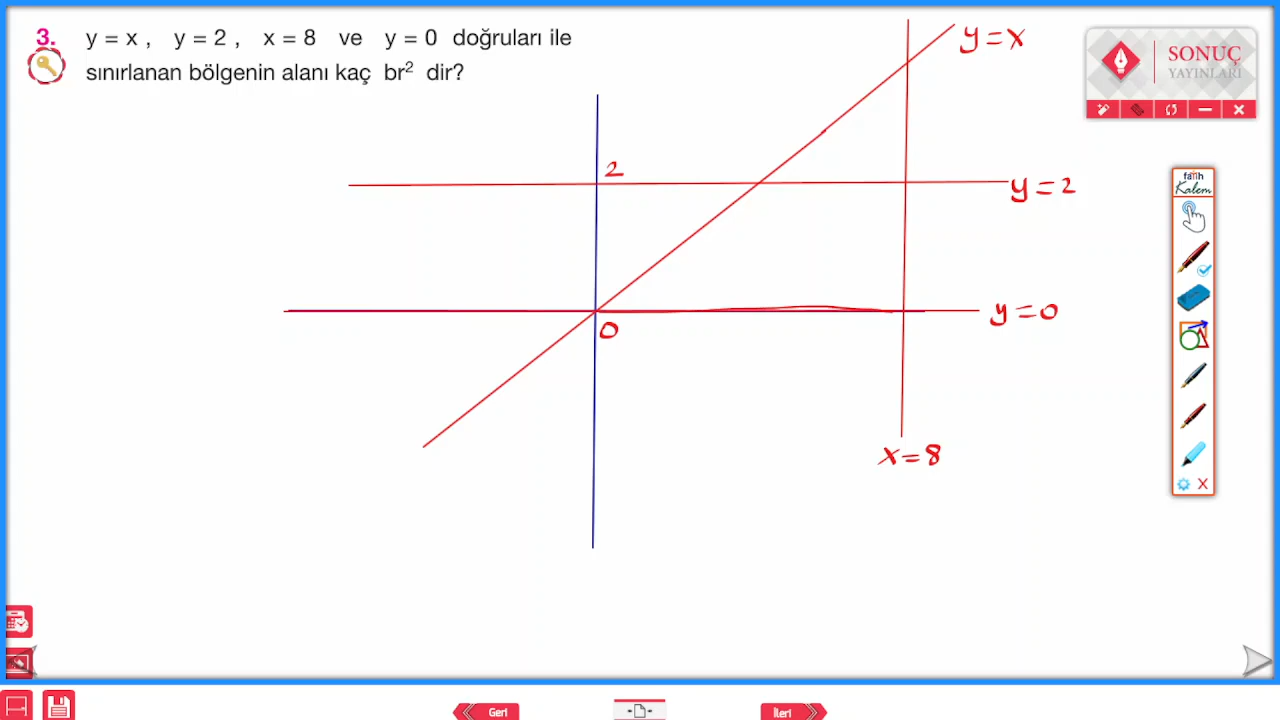 3. y = x , y = 2 , x = 8 ve y = 0 doğruları ile
sınırlanan bölgenin alanı kaç br² dir?
SONUÇ
YAYINLARI
fatih
Kalem
y = x
2
y = 2
0
y = 0
x = 8
Geri
İleri